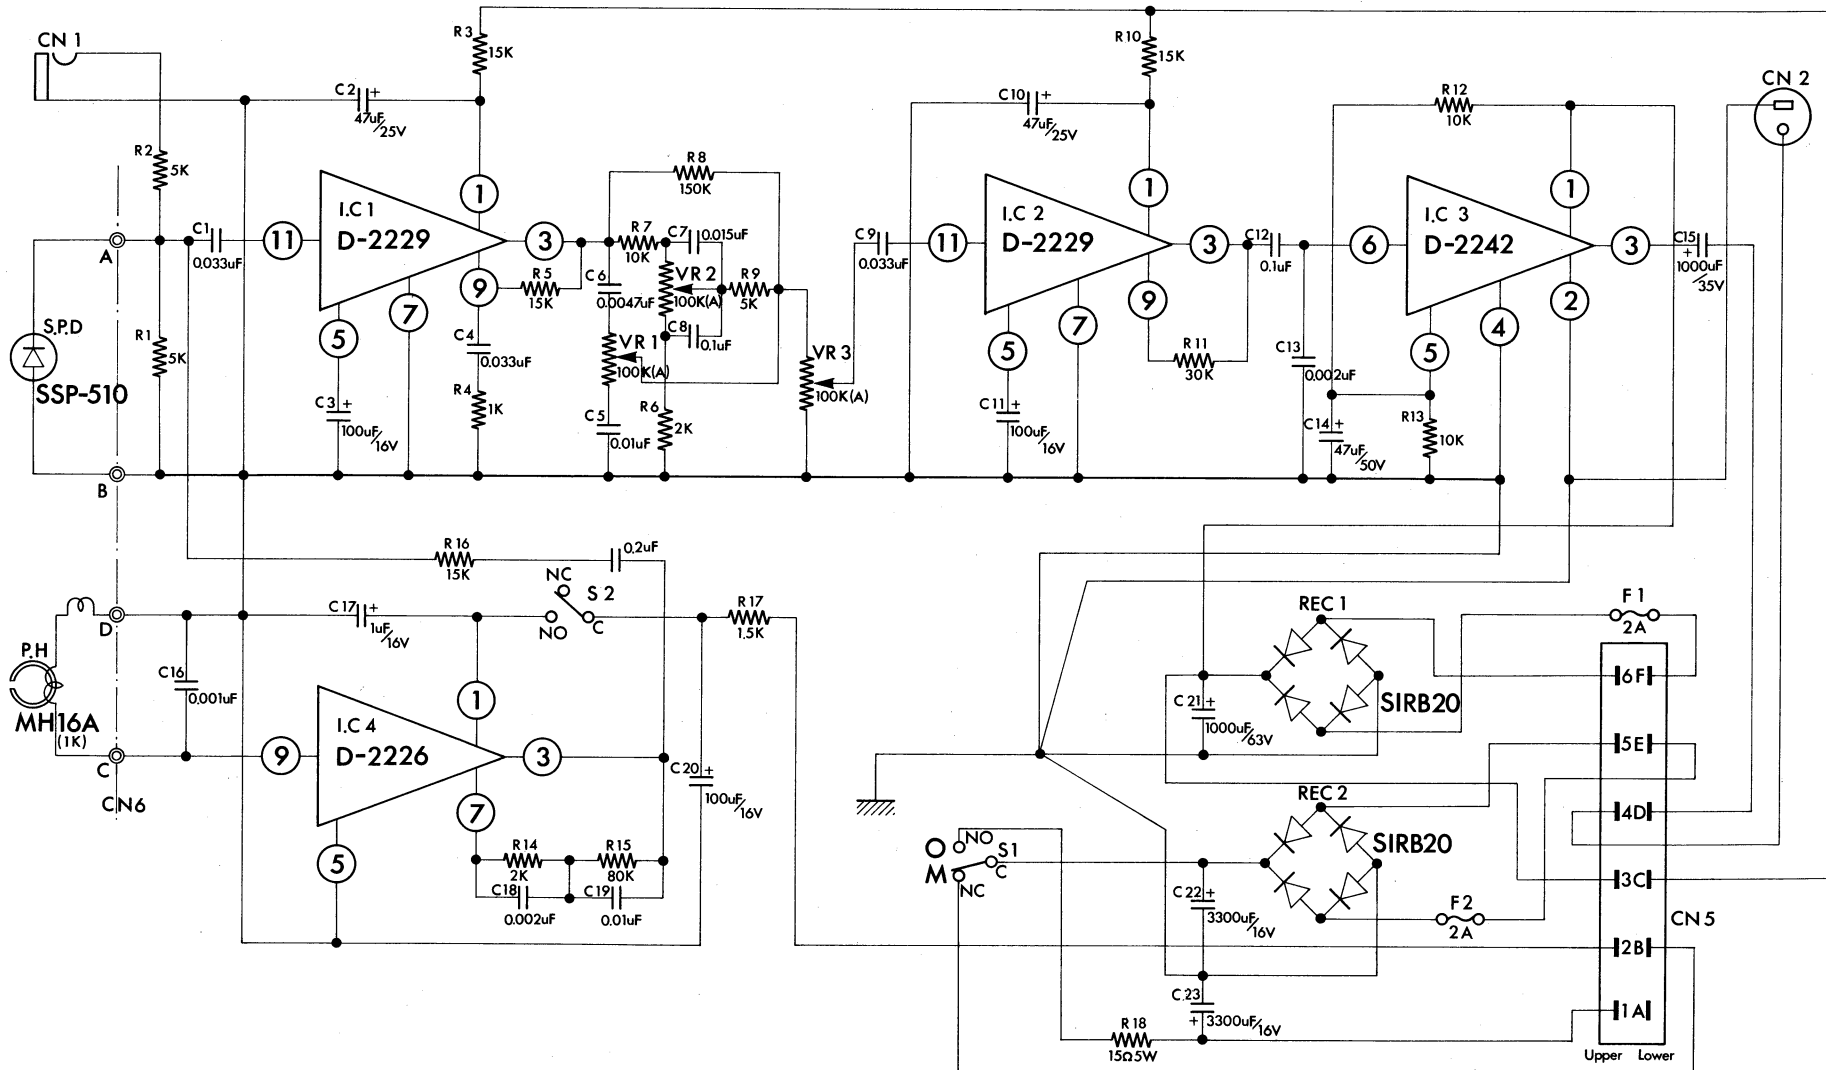 CN 1
R3
15K
R10
15K
CN 2
C2 +
47uF/25V
C10 +
47uF/25V
R12
10K
R2
5K
R8
150K
1
1
1
I.C 1
D-2229
I.C 2
D-2229
I.C 3
D-2242
A
C1
0.033uF
11
3
R7
10K
C7
0.015uF
C9
0.033uF
11
3
C12
0.1uF
6
3
C15
+
1000uF/35V
9
R5
15K
C6
0.0047uF
VR 2
100K(A)
R9
5K
9
2
S.P.D
SSP-510
R1
5K
5
7
C4
0.033uF
C8
0.1uF
VR 1
100K(A)
VR 3
100K(A)
5
7
R11
30K
C13
0.002uF
5
4
C3 +
100uF/16V
R4
1K
C5
0.01uF
R6
2K
C11 +
100uF/16V
C14 +
47uF/50V
R13
10K
B
R16
15K
0.2uF
NC
S 2
NO
C
D
C17 +
1uF/16V
R17
1.5K
REC 1
F 1
2A
P.H
MH16A
(1K)
C16
0.001uF
1
C21 +
1000uF/63V
SIRB20
6F
I.C 4
D-2226
C
9
3
5E
CN6
C20 +
100uF/16V
REC 2
4D
7
5
R14
2K
R15
80K
C18
0.002uF
C19
0.01uF
O
NO
S1
M
C
NC
SIRB20
3C
C22 +
3300uF/16V
F2
2A
CN 5
2B
C23
+
3300uF/16V
1A
R18
15Ω5W
Upper
Lower